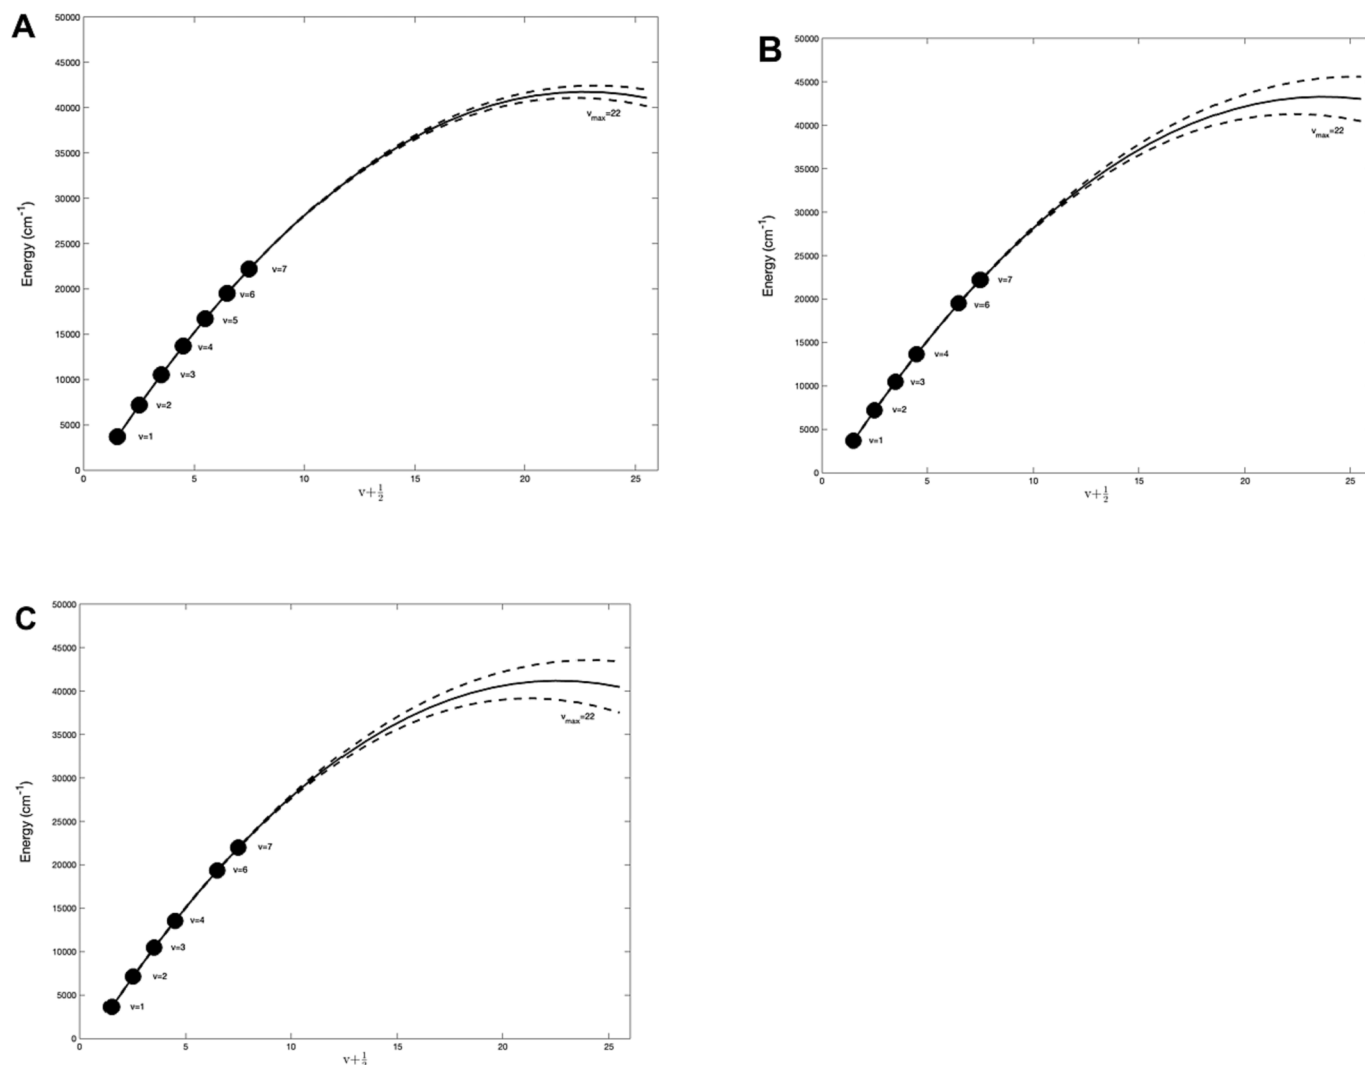 A
50000
45000
40000
35000
30000
25000
20000
15000
10000
5000
0
Energy (cm⁻¹)
v=7
v=6
v=5
v=4
v=3
v=2
v=1
vmax=22
0 5 10 15 20 25
v+½
B
50000
45000
40000
35000
30000
25000
20000
15000
10000
5000
0
Energy (cm⁻¹)
v=7
v=6
v=4
v=3
v=2
v=1
vmax=22
0 5 10 15 20 25
v+½
C
50000
45000
40000
35000
30000
25000
20000
15000
10000
5000
0
Energy (cm⁻¹)
v=7
v=6
v=4
v=3
v=2
v=1
vmax=22
0 5 10 15 20 25
v+½